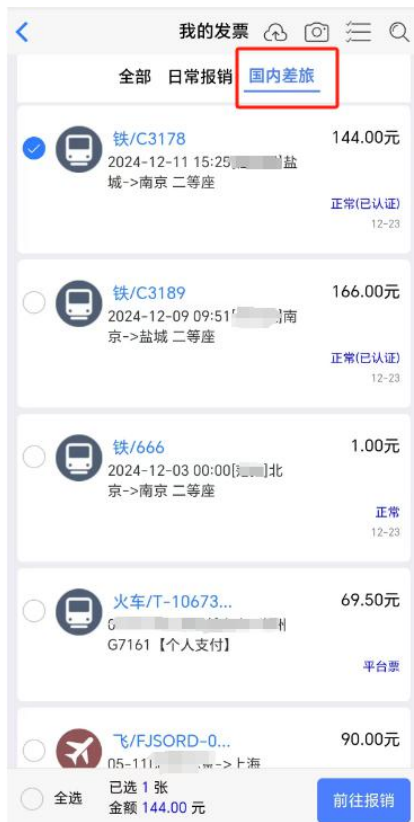 我的发票
全部 日常报销 国内差旅
铁/C3178 144.00元
2024-12-11 15:25 盐
城->南京 二等座
正常(已认证)
12-23
铁/C3189 166.00元
2024-12-09 09:51 南
京->盐城 二等座
正常(已认证)
12-23
铁/666 1.00元
2024-12-03 00:00[ ]北
京->南京 二等座
正常
12-23
火车/T-10673... 69.50元
G7161【个人支付】
平台票
飞/FJSORD-0... 90.00元
05-11 ->上海
全选
已选 1 张
金额 144.00 元
前往报销